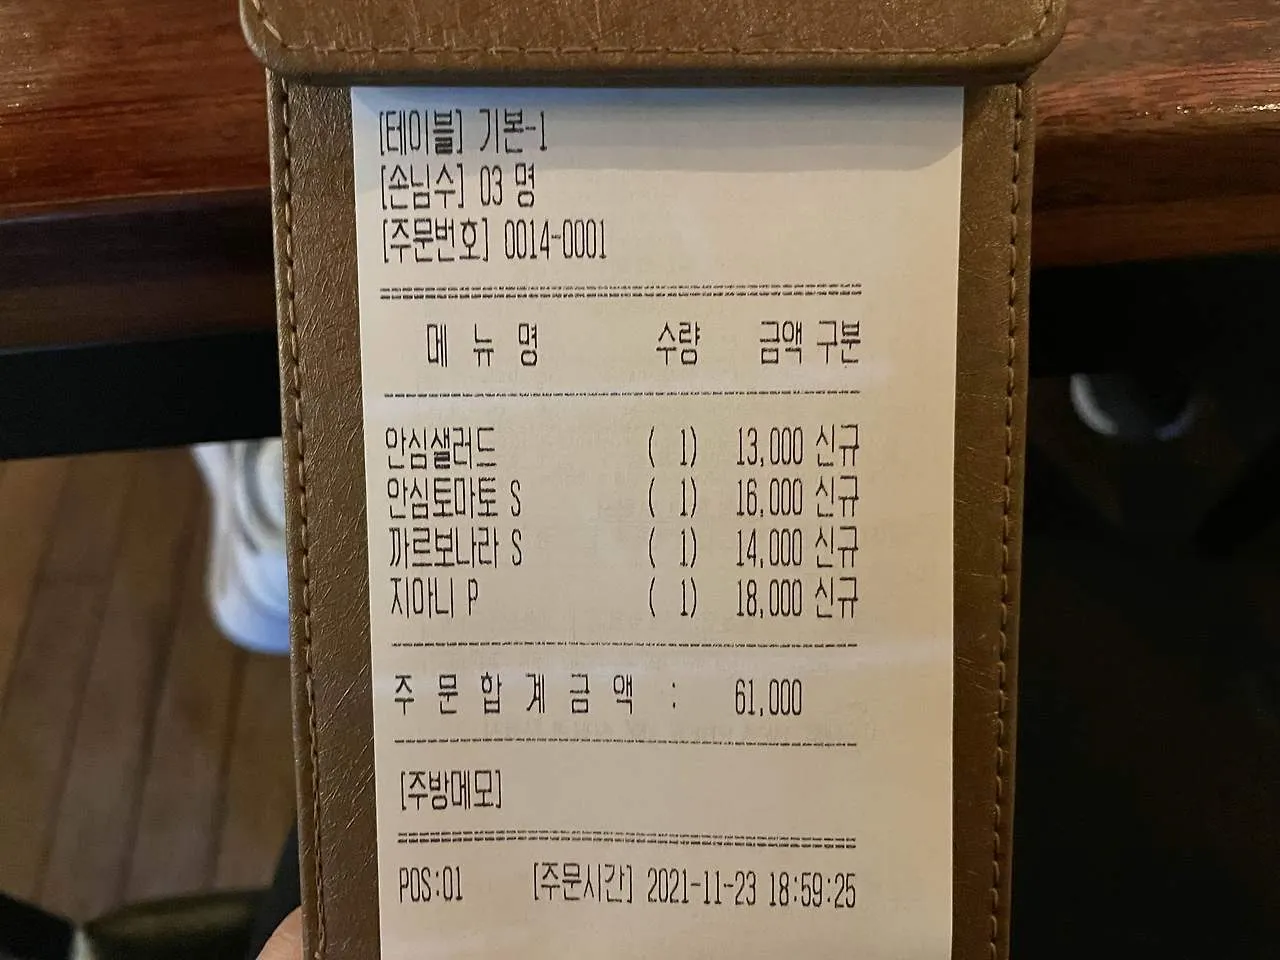 [테이블] 기본-1
[손님수] 03 명
[주문번호] 0014-0001
메 뉴 명 수량 금액 구분
안심샐러드 ( 1) 13,000 신규
안심토마토 S ( 1) 16,000 신규
까르보나라 S ( 1) 14,000 신규
지아니 P ( 1) 18,000 신규
주 문 합 계 금 액 : 61,000
[주방메모]
POS:01 [주문시간] 2021-11-23 18:59:25